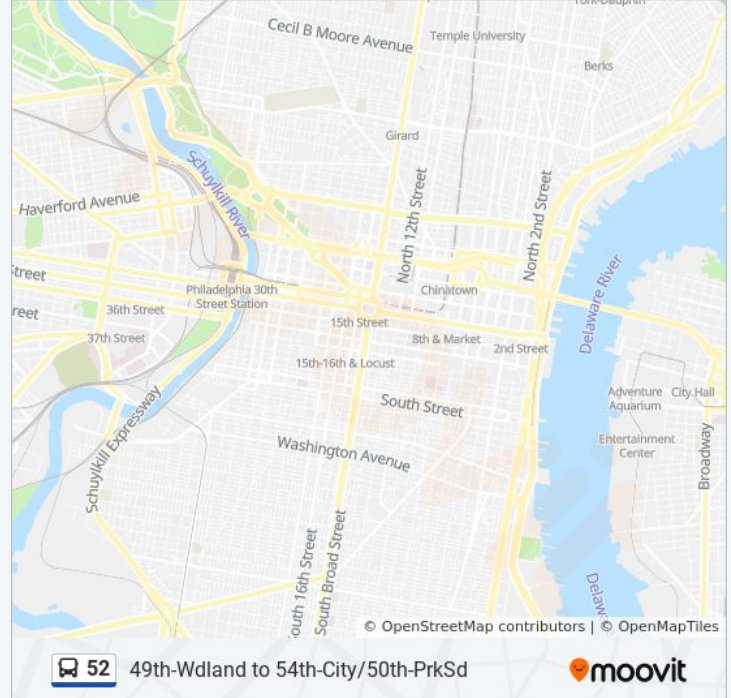 York-Dauphin
Cecil B Moore Avenue
Temple University
Berks
Girard
Schuylkill River
Haverford Avenue
North 12th Street
North 2nd Street
Delaware River
treet
Philadelphia 30th
Street Station
Chinatown
reet
36th Street
15th Street
37th Street
8th & Market
2nd Street
15th-16th & Locust
Adventure
Aquarium
City Hall
South Street
Schuylkill Expressway
Washington Avenue
Entertainment
Center
Broadway
outh 16th Street
South Broad Street
Delaw
© OpenStreetMap contributors | © OpenMapTiles
52 49th-Wdland to 54th-City/50th-PrkSd
moovit